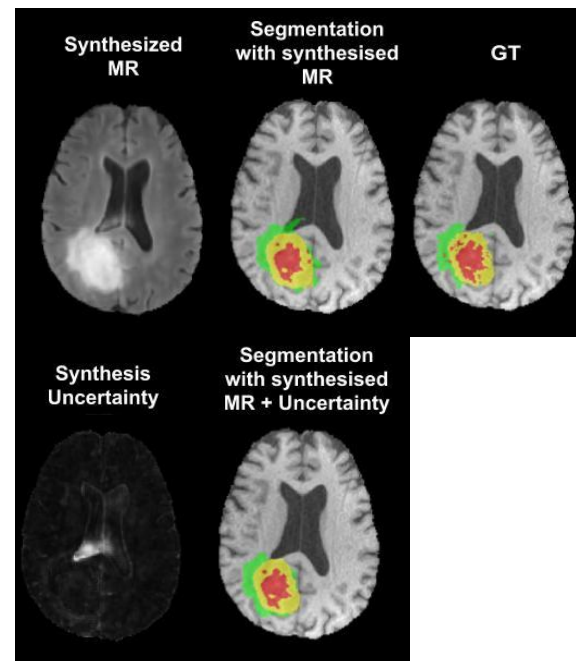 Synthesized
MR
Segmentation
with synthesised
MR
GT
Synthesis
Uncertainty
Segmentation
with synthesised
MR + Uncertainty